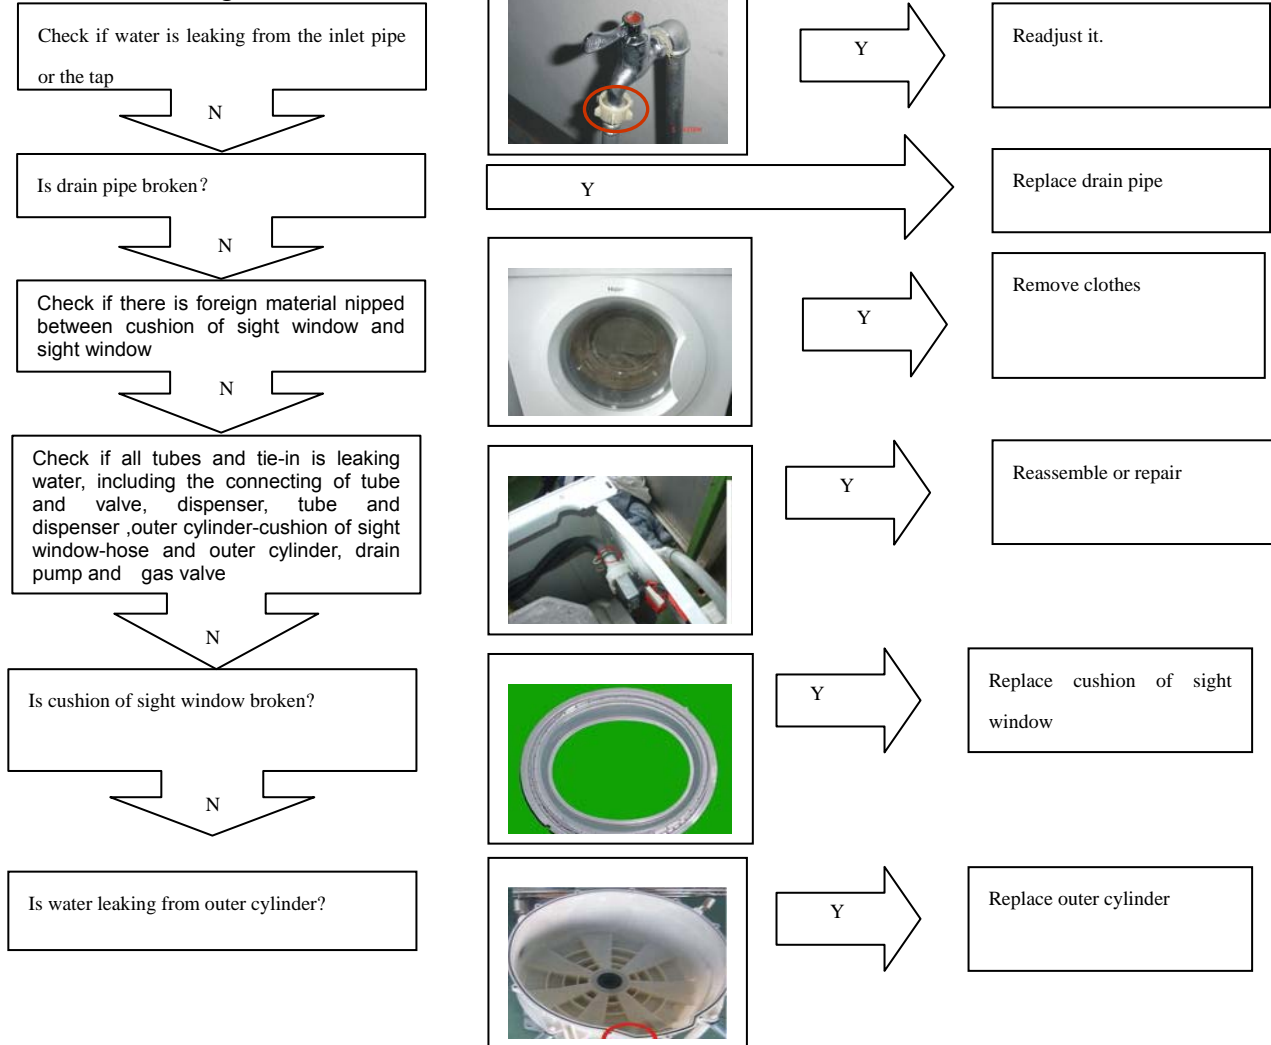 Check if water is leaking from the inlet pipe
or the tap
Y
Readjust it.
N
Is drain pipe broken?
Y
Replace drain pipe
N
Check if there is foreign material nipped
between cushion of sight window and
sight window
Haier
Y
Remove clothes
N
Check if all tubes and tie-in is leaking
water, including the connecting of tube
and valve, dispenser, tube and
dispenser ,outer cylinder-cushion of sight
window-hose and outer cylinder, drain
pump and gas valve
Y
Reassemble or repair
N
Is cushion of sight window broken?
Y
Replace cushion of sight
window
N
Is water leaking from outer cylinder?
Y
Replace outer cylinder